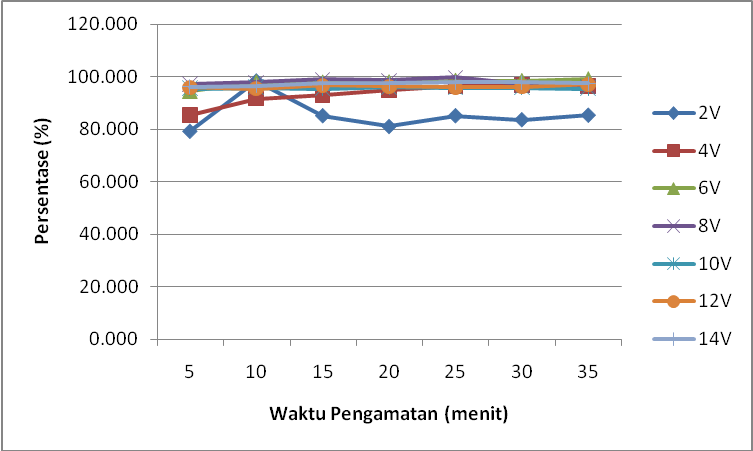 120.000
100.000
80.000
60.000
40.000
20.000
0.000
Persentase (%)
5 10 15 20 25 30 35
Waktu Pengamatan (menit)
2V
4V
6V
8V
10V
12V
14V